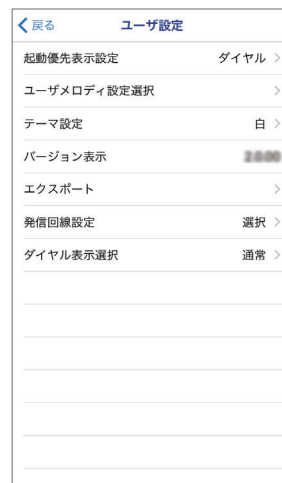 戻る ユーザ設定
起動優先表示設定 ダイヤル
ユーザメロディ設定選択
テーマ設定 白
バージョン表示
エクスポート
発信回線設定 選択
ダイヤル表示選択 通常